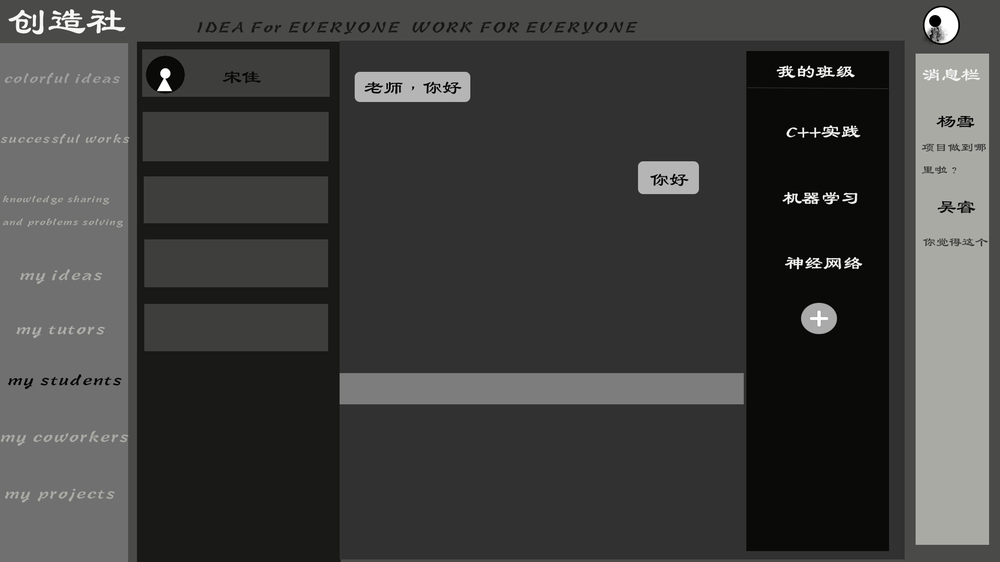 创造社
IDEA For EVERYONE WORK FOR EVERYONE
colorful ideas
successful works
knowledge sharing
and problems solving
my ideas
my tutors
my students
my coworkers
my projects
宋佳
老师，你好
你好
我的班级
C++实践
机器学习
神经网络
消息栏
杨雪
项目做到哪
里啦？
吴睿
你觉得这个